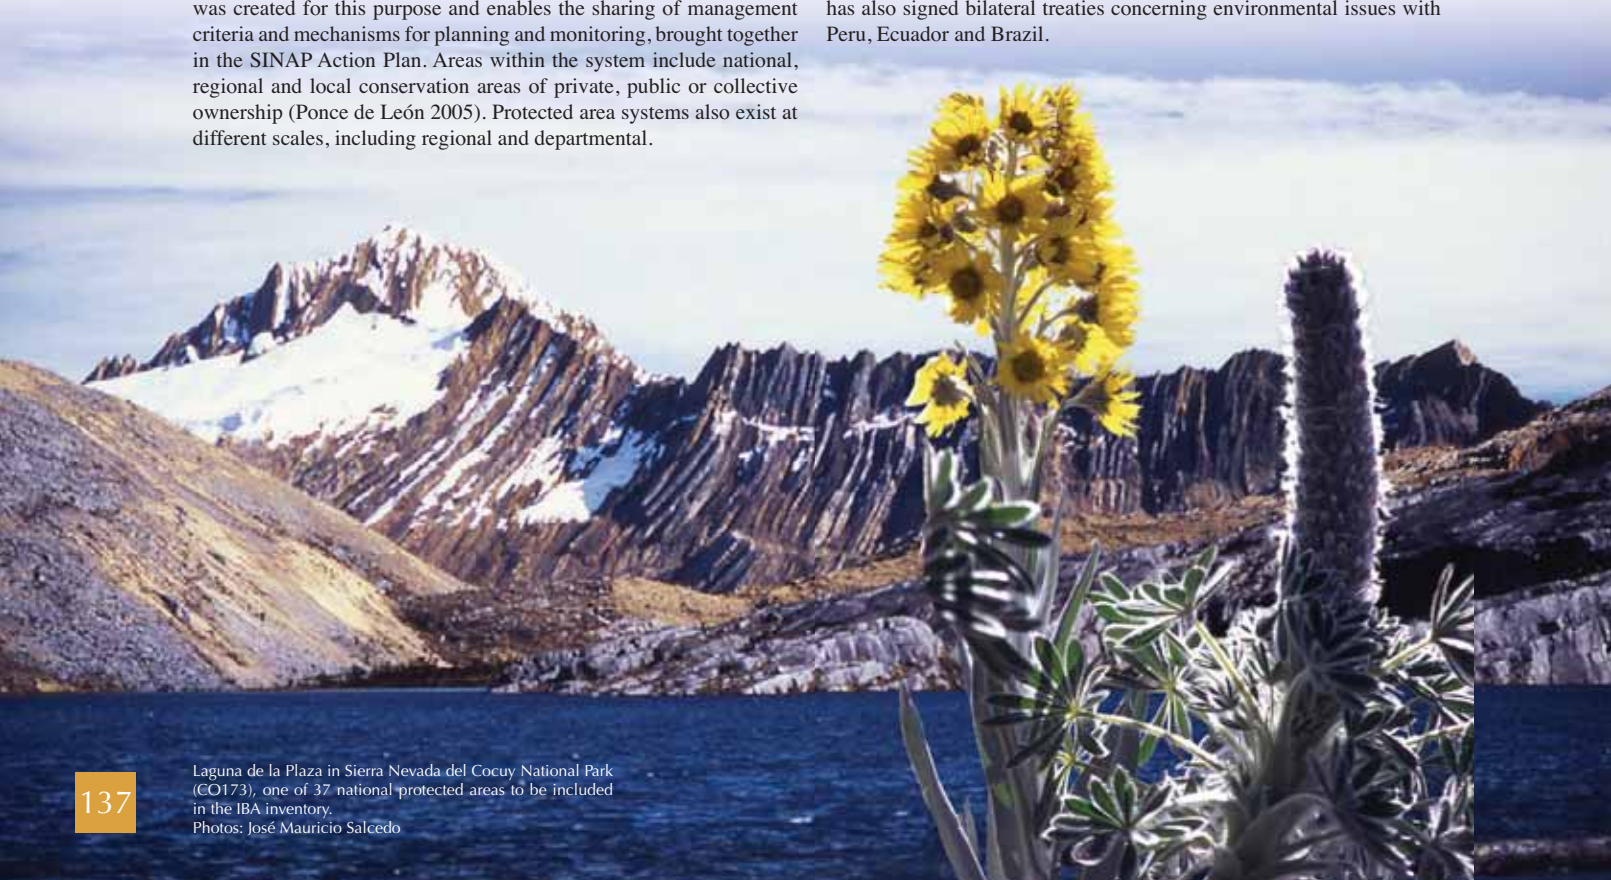 was created for this purpose and enables the sharing of management
criteria and mechanisms for planning and monitoring, brought together
in the SINAP Action Plan. Areas within the system include national,
regional and local conservation areas of private, public or collective
ownership (Ponce de León 2005). Protected area systems also exist at
different scales, including regional and departmental.
has also signed bilateral treaties concerning environmental issues with
Peru, Ecuador and Brazil.
137
Laguna de la Plaza in Sierra Nevada del Cocuy National Park
(CO173), one of 37 national protected areas to be included
in the IBA inventory.
Photos: José Mauricio Salcedo